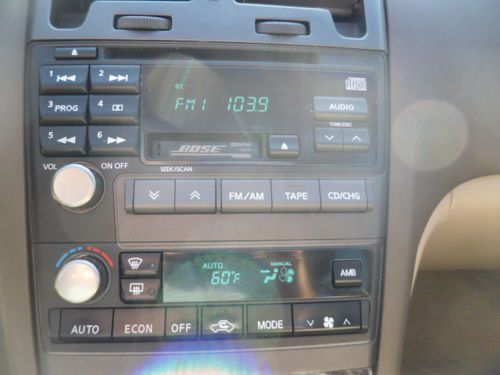 1 2
ST
FM1 103.9
3 PROG 4
AUDIO
TUNE/DISC
5 6
BOSE
VOL ON OFF
SEEK/SCAN
FM/AM TAPE CD/CHG
AUTO MANUAL
60°F
AMB
AUTO ECON OFF MODE